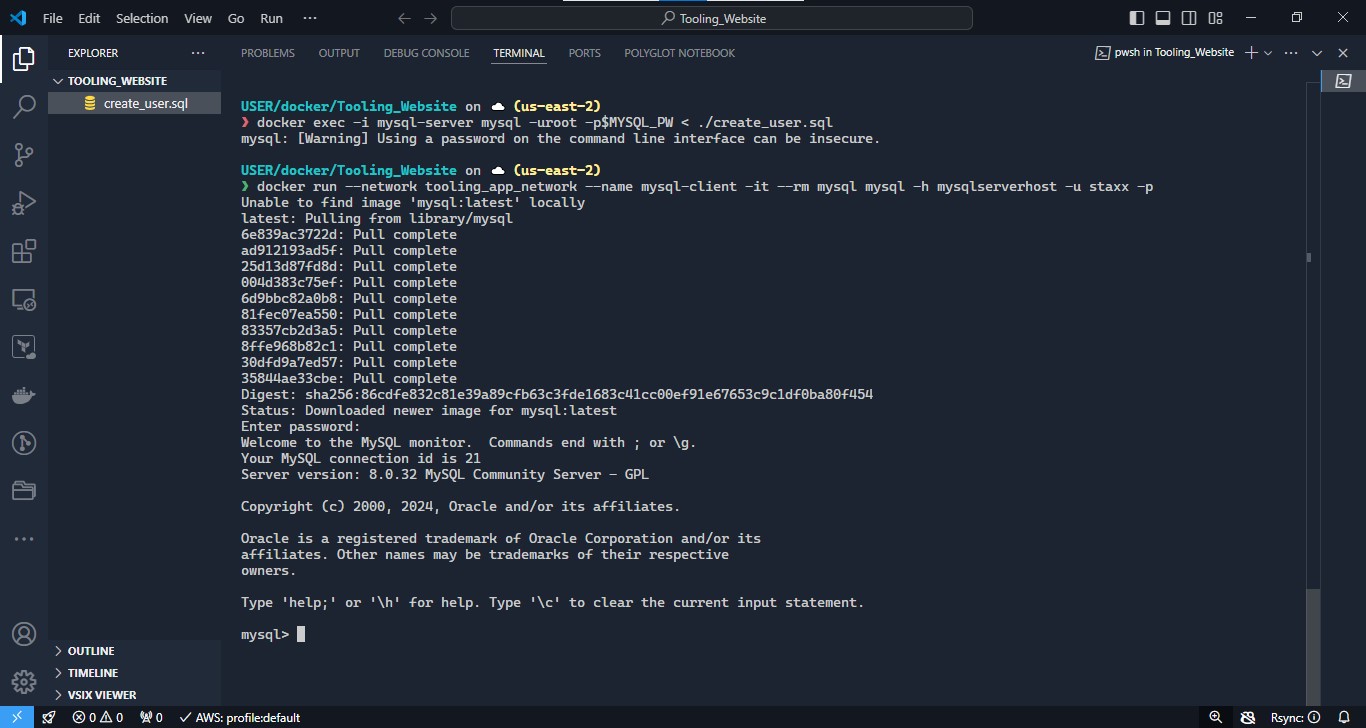 File Edit Selection View Go Run ···
Tooling_Website
EXPLORER ···
TOOLING_WEBSITE
create_user.sql
OUTLINE
TIMELINE
VSIX VIEWER
PROBLEMS OUTPUT DEBUG CONSOLE TERMINAL PORTS POLYGLOT NOTEBOOK
pwsh in Tooling_Website
USER/docker/Tooling_Website on (us-east-2)
❯ docker exec -i mysql-server mysql -uroot -p$MYSQL_PW < ./create_user.sql
mysql: [Warning] Using a password on the command line interface can be insecure.
USER/docker/Tooling_Website on (us-east-2)
❯ docker run --network tooling_app_network --name mysql-client -it --rm mysql mysql -h mysqlserverhost -u staxx -p
Unable to find image 'mysql:latest' locally
latest: Pulling from library/mysql
6e839ac3722d: Pull complete
ad912193ad5f: Pull complete
25d13d87fd8d: Pull complete
004d383c75ef: Pull complete
6d9bbc82a0b8: Pull complete
81fec07ea550: Pull complete
83357cb2d3a5: Pull complete
8ffe968b82c1: Pull complete
30dfd9a7ed57: Pull complete
35844ae33cbe: Pull complete
Digest: sha256:86cdfe832c81e39a89cfb63c3fde1683c41cc00ef91e67653c9c1df0ba80f454
Status: Downloaded newer image for mysql:latest
Enter password:
Welcome to the MySQL monitor.  Commands end with ; or \g.
Your MySQL connection id is 21
Server version: 8.0.32 MySQL Community Server - GPL
Copyright (c) 2000, 2024, Oracle and/or its affiliates.
Oracle is a registered trademark of Oracle Corporation and/or its
affiliates. Other names may be trademarks of their respective
owners.
Type 'help;' or '\h' for help. Type '\c' to clear the current input statement.
mysql>
0 0 0 AWS: profile:default Rsync: